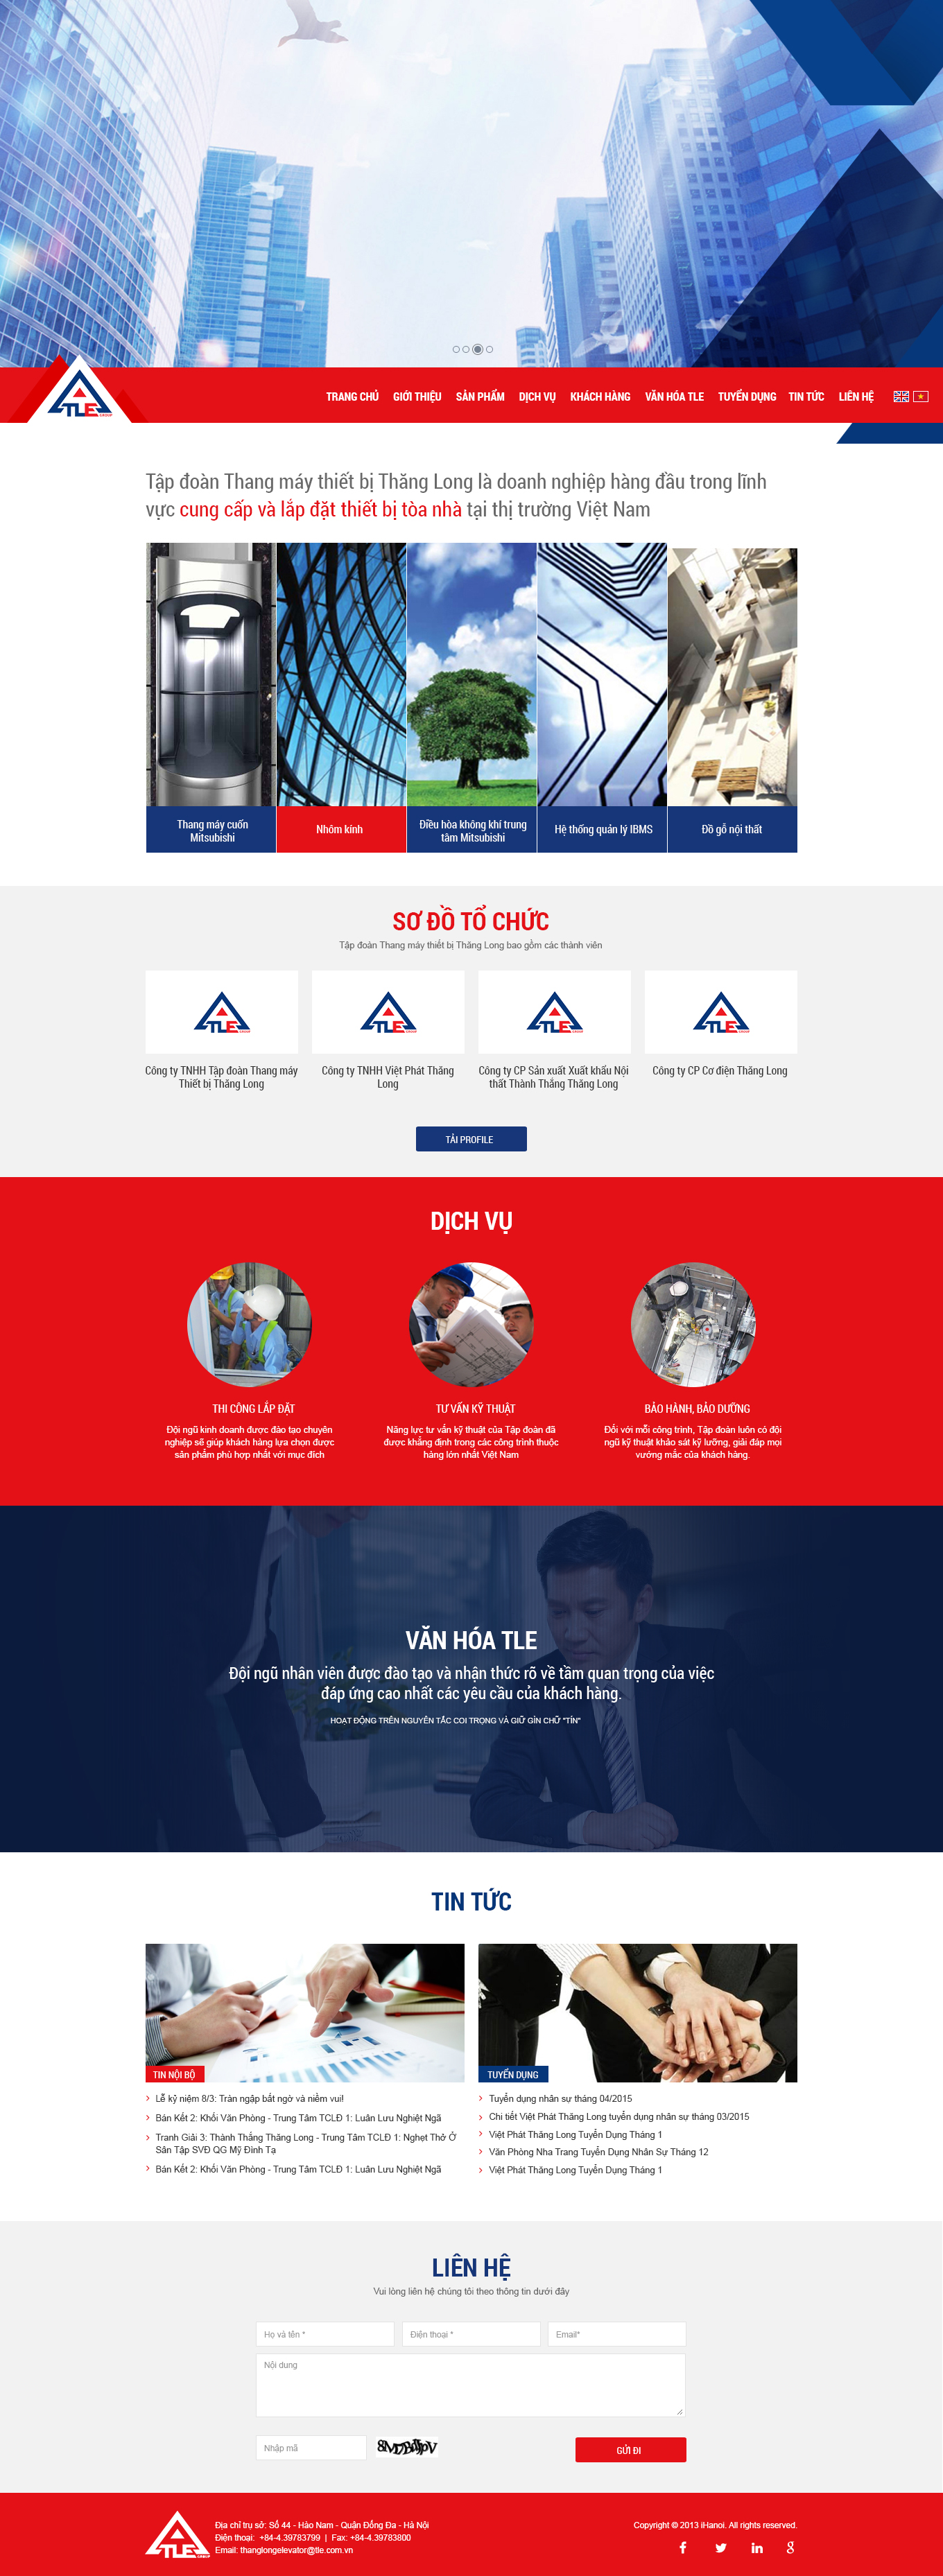 TLE GROUP
TRANG CHỦ GIỚI THIỆU SẢN PHẨM DỊCH VỤ KHÁCH HÀNG VĂN HÓA TLE TUYỂN DỤNG TIN TỨC LIÊN HỆ
Tập đoàn Thang máy thiết bị Thăng Long là doanh nghiệp hàng đầu trong lĩnh
vực cung cấp và lắp đặt thiết bị tòa nhà tại thị trường Việt Nam
Thang máy cuốn
Mitsubishi
Nhôm kính
Điều hòa không khí trung
tâm Mitsubishi
Hệ thống quản lý IBMS
Đồ gỗ nội thất
SƠ ĐỒ TỔ CHỨC
Tập đoàn Thang máy thiết bị Thăng Long bao gồm các thành viên
TLE GROUP
TLE GROUP
TLE GROUP
TLE GROUP
Công ty TNHH Tập đoàn Thang máy
Thiết bị Thăng Long
Công ty TNHH Việt Phát Thăng
Long
Công ty CP Sản xuất Xuất khẩu Nội
thất Thành Thắng Thăng Long
Công ty CP Cơ điện Thăng Long
TẢI PROFILE
DỊCH VỤ
THI CÔNG LẮP ĐẶT
Đội ngũ kinh doanh được đào tạo chuyên
nghiệp sẽ giúp khách hàng lựa chọn được
sản phẩm phù hợp nhất với mục đích
TƯ VẤN KỸ THUẬT
Năng lực tư vấn kỹ thuật của Tập đoàn đã
được khẳng định trong các công trình thuộc
hàng lớn nhất Việt Nam
BẢO HÀNH, BẢO DƯỠNG
Đối với mỗi công trình, Tập đoàn luôn có đội
ngũ kỹ thuật khảo sát kỹ lưỡng, giải đáp mọi
vướng mắc của khách hàng.
VĂN HÓA TLE
Đội ngũ nhân viên được đào tạo và nhận thức rõ về tầm quan trọng của việc
đáp ứng cao nhất các yêu cầu của khách hàng.
HOẠT ĐỘNG TRÊN NGUYÊN TẮC COI TRỌNG VÀ GIỮ GÌN CHỮ "TÍN"
TIN TỨC
TIN NỘI BỘ
Lễ kỷ niệm 8/3: Tràn ngập bất ngờ và niềm vui!
Bán Kết 2: Khối Văn Phòng - Trung Tâm TCLĐ 1: Luân Lưu Nghiệt Ngã
Tranh Giải 3: Thành Thắng Thăng Long - Trung Tâm TCLĐ 1: Nghẹt Thở Ở
Sân Tập SVĐ QG Mỹ Đình Tạ
Bán Kết 2: Khối Văn Phòng - Trung Tâm TCLĐ 1: Luân Lưu Nghiệt Ngã
TUYỂN DỤNG
Tuyển dụng nhân sự tháng 04/2015
Chi tiết Việt Phát Thăng Long tuyển dụng nhân sự tháng 03/2015
Việt Phát Thăng Long Tuyển Dụng Tháng 1
Văn Phòng Nha Trang Tuyển Dụng Nhân Sự Tháng 12
Việt Phát Thăng Long Tuyển Dụng Tháng 1
LIÊN HỆ
Vui lòng liên hệ chúng tôi theo thông tin dưới đây
Họ và tên * Điện thoại * Email*
Nội dung
Nhập mã
GỬI ĐI
TLE GROUP
Địa chỉ trụ sở: Số 44 - Hào Nam - Quận Đống Đa - Hà Nội
Điện thoại: +84-4.39783799 | Fax: +84-4.39783800
Email: thanglongelevator@tle.com.vn
Copyright © 2013 iHanoi. All rights reserved.